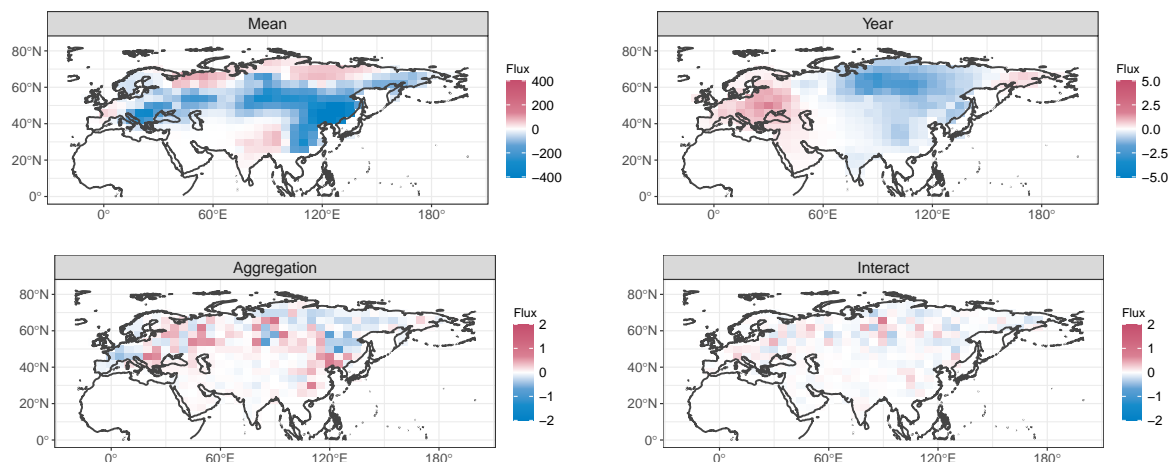 Mean
80°N
60°N
40°N
20°N
0°
0°
60°E
120°E
180°
Flux
400
200
0
−200
−400
Year
80°N
60°N
40°N
20°N
0°
0°
60°E
120°E
180°
Flux
5.0
2.5
0.0
−2.5
−5.0
Aggregation
80°N
60°N
40°N
20°N
0°
0°
60°E
120°E
180°
Flux
2
1
0
−1
−2
Interact
80°N
60°N
40°N
20°N
0°
0°
60°E
120°E
180°
Flux
2
1
0
−1
−2